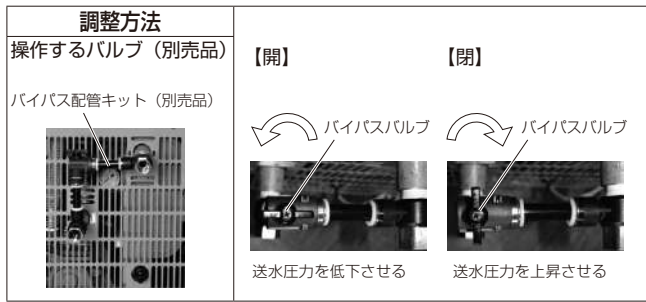 調整方法
操作するバルブ（別売品）
バイパス配管キット（別売品）
【開】
【閉】
バイパスバルブ
バイパスバルブ
送水圧力を低下させる
送水圧力を上昇させる